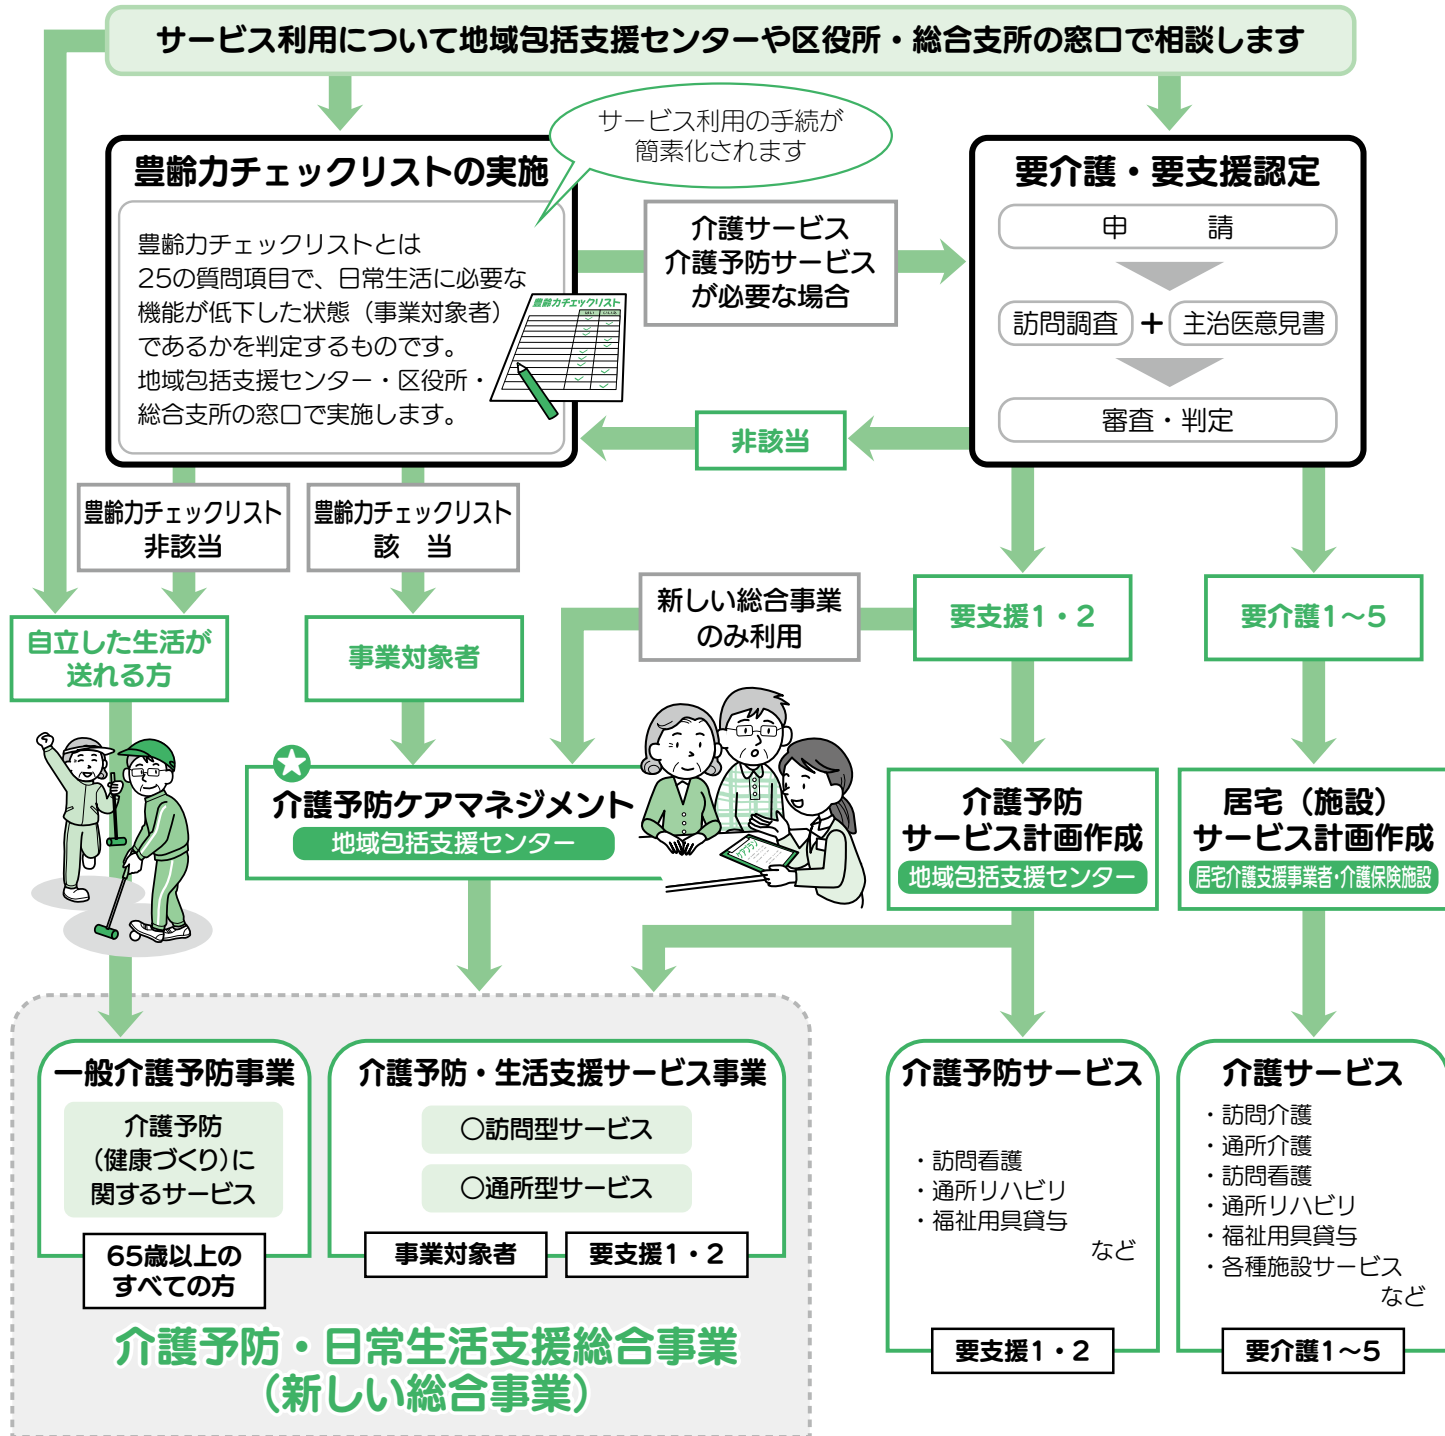 サービス利用について地域包括支援センターや区役所・総合支所の窓口で相談します
サービス利用の手続が
簡素化されます
豊齢力チェックリストの実施
豊齢力チェックリストとは
25の質問項目で、日常生活に必要な
機能が低下した状態（事業対象者）
であるかを判定するものです。
地域包括支援センター・区役所・
総合支所の窓口で実施します。
豊齢力チェックリスト
はい
いいえ
介護サービス
介護予防サービス
が必要な場合
要介護・要支援認定
申　請
訪問調査 + 主治医意見書
審査・判定
非該当
豊齢力チェックリスト
非該当
豊齢力チェックリスト
該　当
新しい総合事業
のみ利用
要支援1・2
要介護1～5
自立した生活が
送れる方
事業対象者
介護予防ケアマネジメント
地域包括支援センター
ケアプラン
介護予防
サービス計画作成
地域包括支援センター
居宅（施設）
サービス計画作成
居宅介護支援事業者・介護保険施設
一般介護予防事業
介護予防
（健康づくり）に
関するサービス
65歳以上の
すべての方
介護予防・生活支援サービス事業
○訪問型サービス
○通所型サービス
事業対象者
要支援1・2
介護予防・日常生活支援総合事業
（新しい総合事業）
介護予防サービス
・訪問看護
・通所リハビリ
・福祉用具貸与
など
要支援1・2
介護サービス
・訪問介護
・通所介護
・訪問看護
・通所リハビリ
・福祉用具貸与
・各種施設サービス
など
要介護1～5